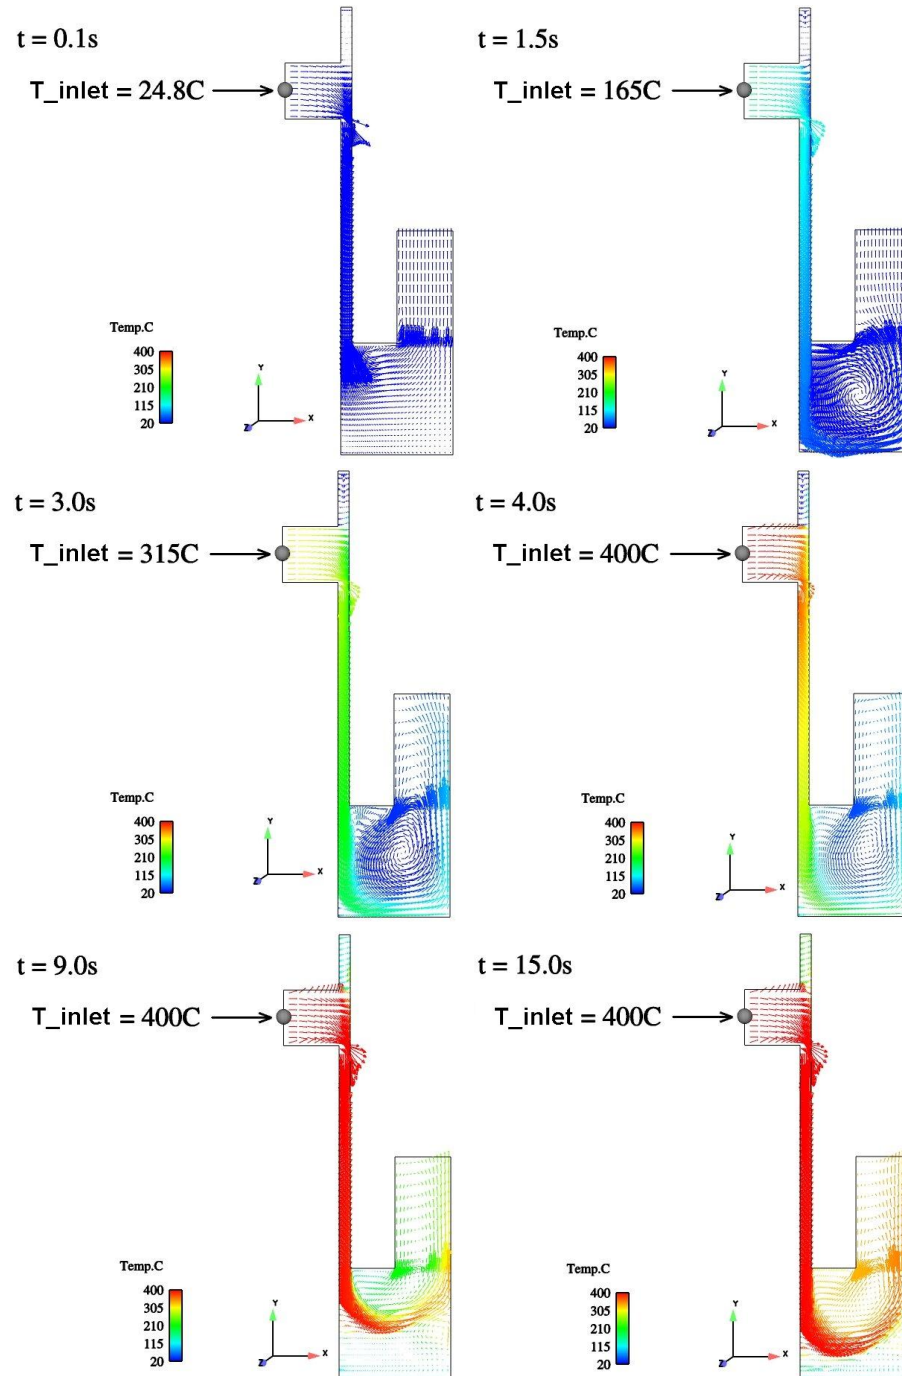 t = 0.1s
T_inlet = 24.8C
Temp.C
400
305
210
115
20
Y
X
Z
t = 1.5s
T_inlet = 165C
Temp.C
400
305
210
115
20
Y
X
Z
t = 3.0s
T_inlet = 315C
Temp.C
400
305
210
115
20
Y
X
Z
t = 4.0s
T_inlet = 400C
Temp.C
400
305
210
115
20
Y
X
Z
t = 9.0s
T_inlet = 400C
Temp.C
400
305
210
115
20
Y
X
Z
t = 15.0s
T_inlet = 400C
Temp.C
400
305
210
115
20
Y
X
Z